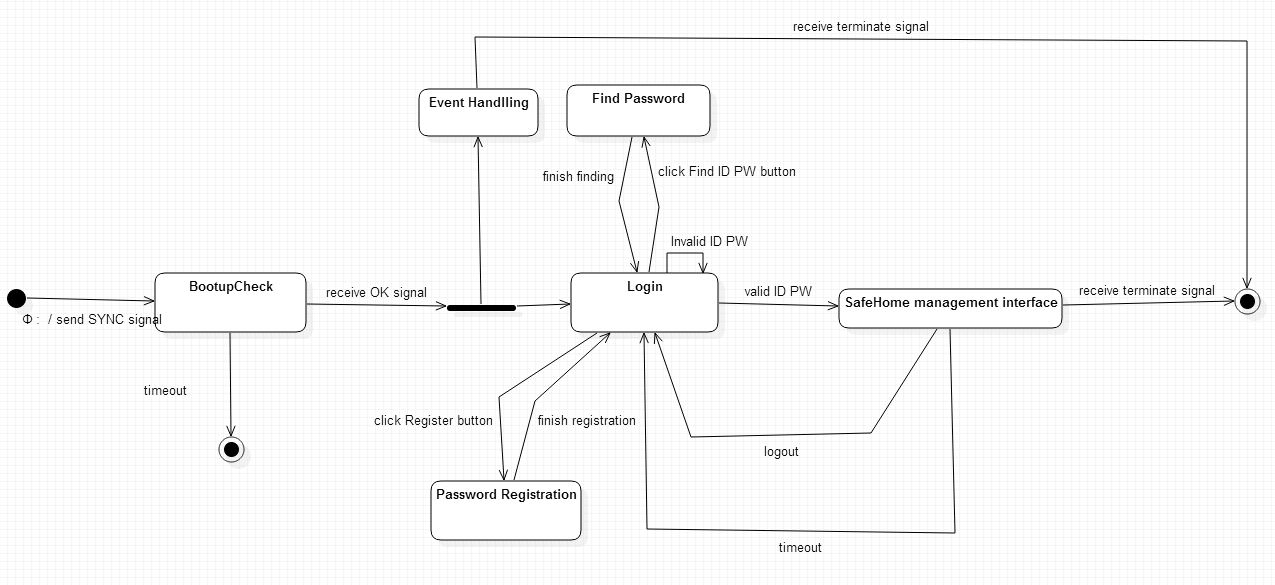 receive terminate signal
Event Handlling
Find Password
finish finding
click Find ID PW button
Invalid ID PW
BootupCheck
receive OK signal
Login
valid ID PW
SafeHome management interface
receive terminate signal
Φ : / send SYNC signal
timeout
click Register button
finish registration
logout
Password Registration
timeout